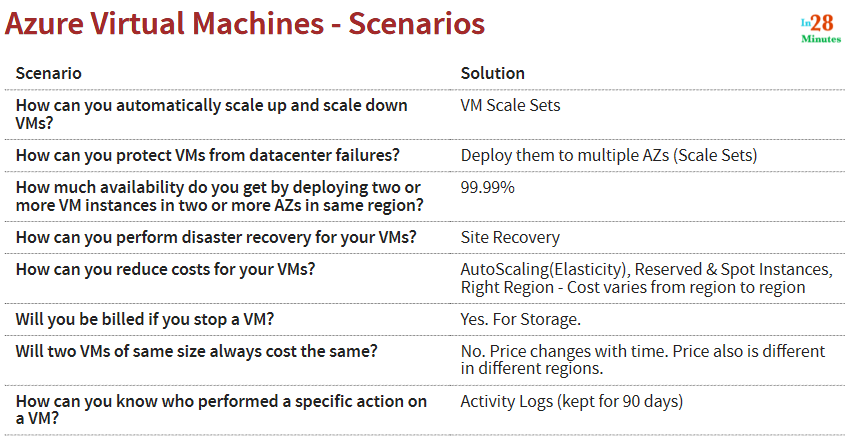 Azure Virtual Machines - Scenarios
In28
Minutes
Scenario Solution
How can you automatically scale up and scale down VM Scale Sets
VMs?
How can you protect VMs from datacenter failures? Deploy them to multiple AZs (Scale Sets)
How much availability do you get by deploying two or 99.99%
more VM instances in two or more AZs in same region?
How can you perform disaster recovery for your VMs? Site Recovery
How can you reduce costs for your VMs? AutoScaling(Elasticity), Reserved & Spot Instances,
Right Region - Cost varies from region to region
Will you be billed if you stop a VM? Yes. For Storage.
Will two VMs of same size always cost the same? No. Price changes with time. Price also is different
in different regions.
How can you know who performed a specific action on Activity Logs (kept for 90 days)
a VM?